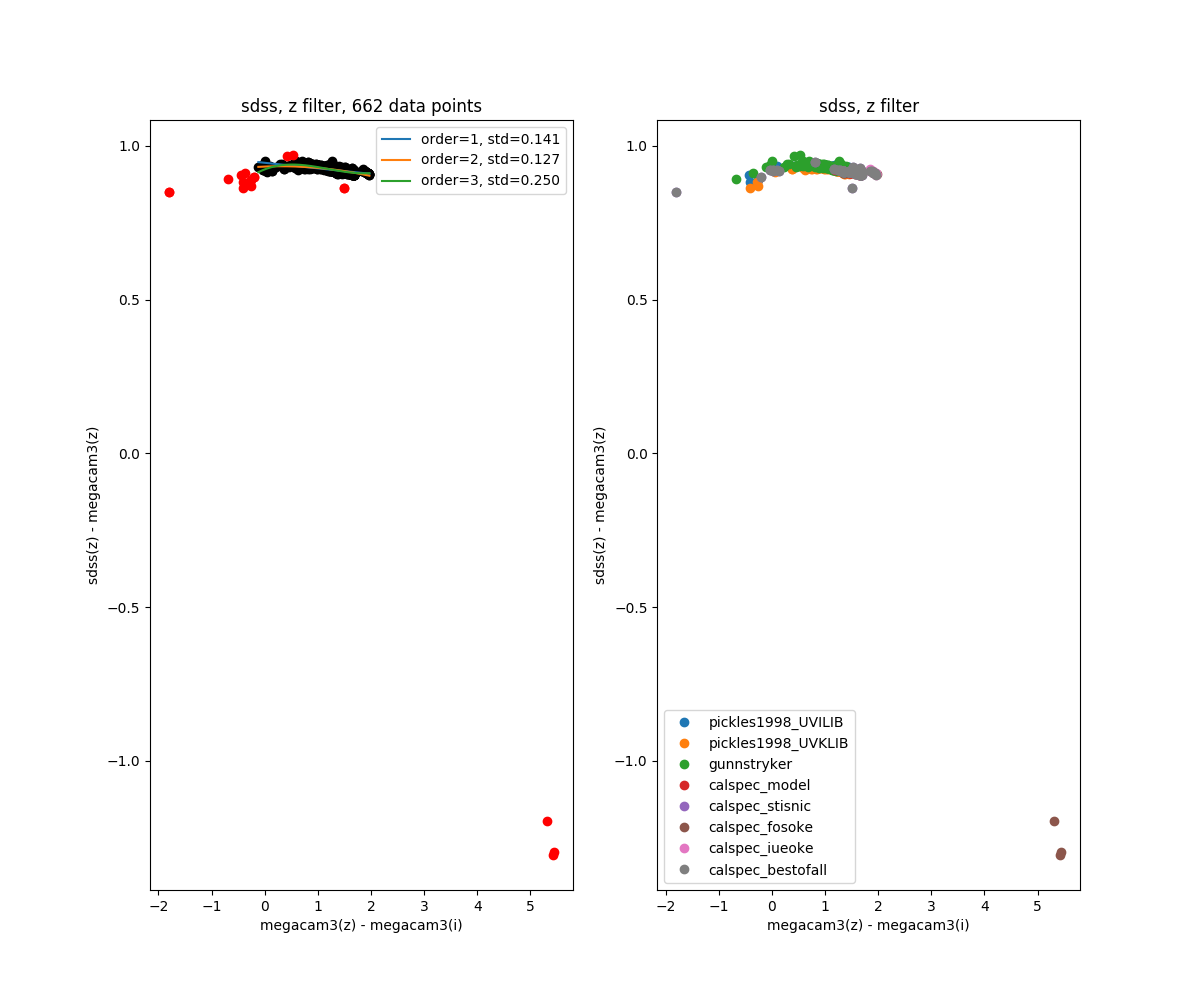 sdss, z filter, 662 data points
order=1, std=0.141
order=2, std=0.127
order=3, std=0.250
1.0
0.5
0.0
−0.5
−1.0
sdss(z) - megacam3(z)
−2
−1
0
1
2
3
4
5
megacam3(z) - megacam3(i)
sdss, z filter
1.0
0.5
0.0
−0.5
−1.0
sdss(z) - megacam3(z)
pickles1998_UVILIB
pickles1998_UVKLIB
gunnstryker
calspec_model
calspec_stisnic
calspec_fosoke
calspec_iueoke
calspec_bestofall
−2
−1
0
1
2
3
4
5
megacam3(z) - megacam3(i)